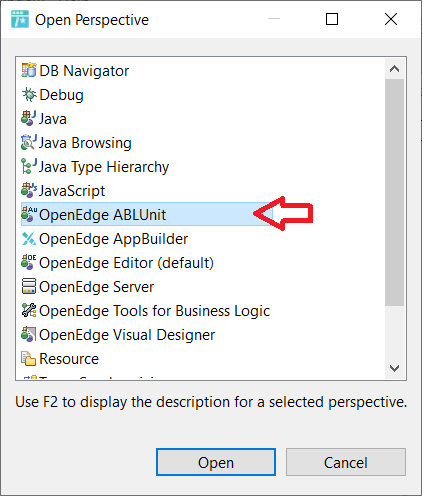 Open Perspective
DB Navigator
Debug
Java
Java Browsing
Java Type Hierarchy
JavaScript
OpenEdge ABLUnit
OpenEdge AppBuilder
OpenEdge Editor (default)
OpenEdge Server
OpenEdge Tools for Business Logic
OpenEdge Visual Designer
Resource
Use F2 to display the description for a selected perspective.
Open
Cancel